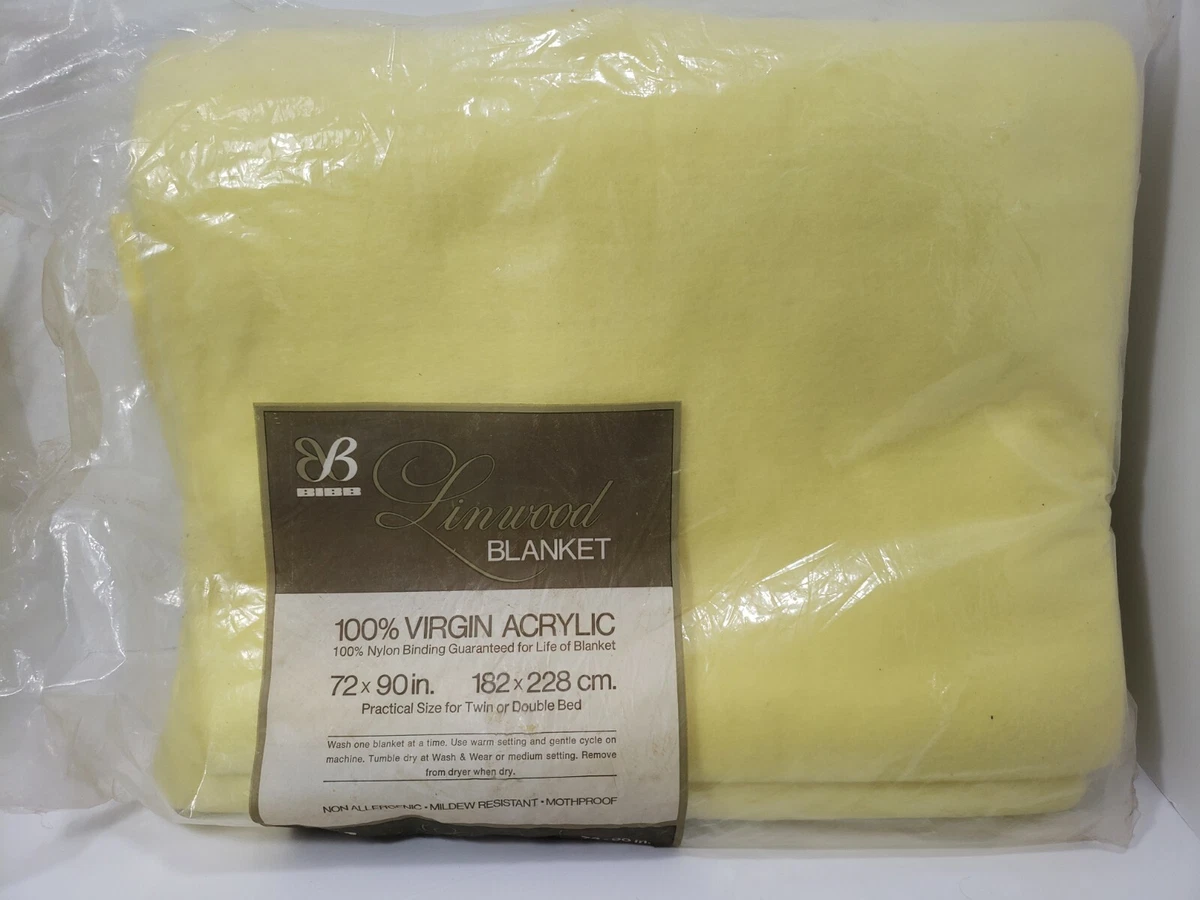 BIBB
Linwood
BLANKET
100% VIRGIN ACRYLIC
100% Nylon Binding Guaranteed for Life of Blanket
72 x 90 in. 182 x 228 cm.
Practical Size for Twin or Double Bed
Wash one blanket at a time. Use warm setting and gentle cycle on
machine. Tumble dry at Wash & Wear or medium setting. Remove
from dryer when dry.
NON ALLERGENIC • MILDEW RESISTANT • MOTHPROOF